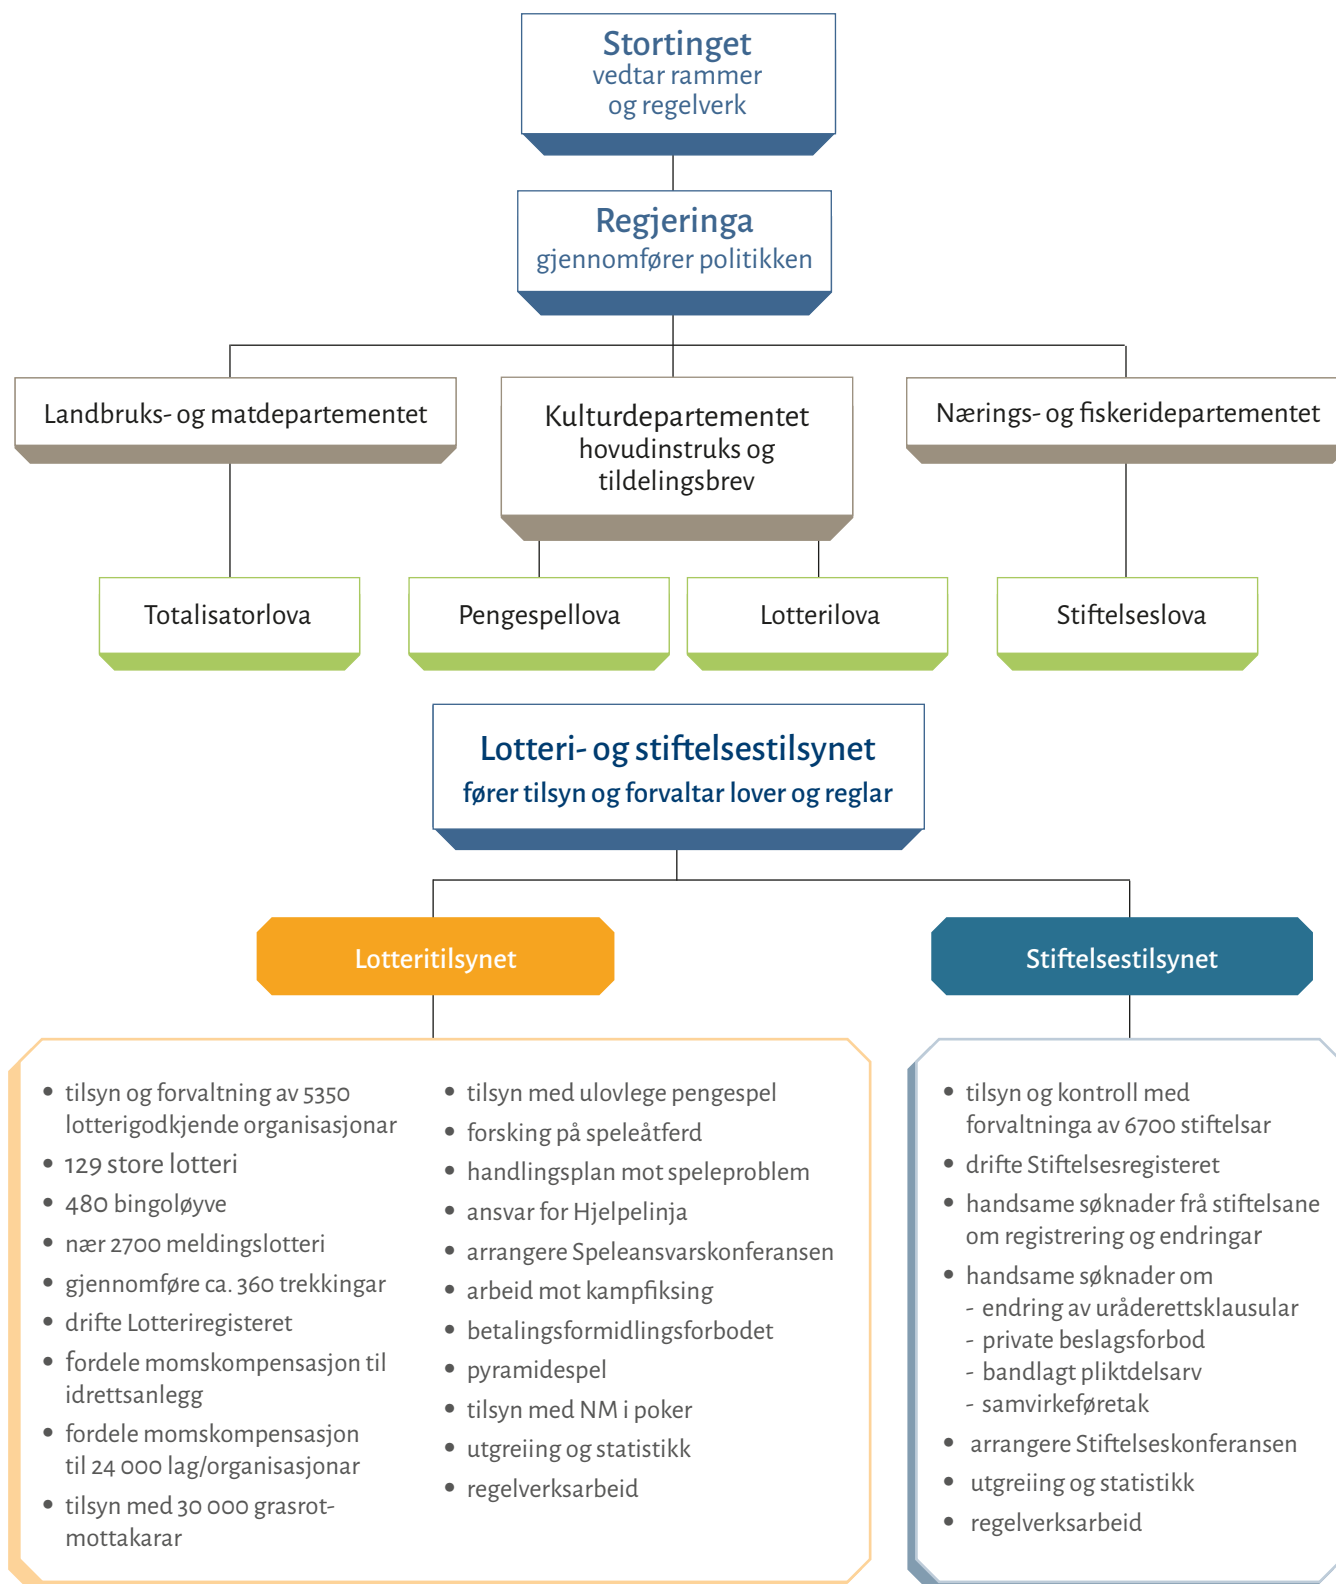 Stortinget
vedtar rammer
og regelverk
Regjeringa
gjennomfører politikken
Landbruks- og matdepartementet
Kulturdepartementet
hovudinstruks og
tildelingsbrev
Nærings- og fiskeridepartementet
Totalisatorlova
Pengespellova
Lotterilova
Stiftelseslova
Lotteri- og stiftelsestilsynet
fører tilsyn og forvaltar lover og reglar
Lotteritilsynet
Stiftelsestilsynet
• tilsyn og forvaltning av 5350
lotterigodkjende organisasjonar
• 129 store lotteri
• 480 bingoløyve
• nær 2700 meldingslotteri
• gjennomføre ca. 360 trekkingar
• drifte Lotteriregisteret
• fordele momskompensasjon til
idrettsanlegg
• fordele momskompensasjon
til 24 000 lag/organisasjonar
• tilsyn med 30 000 grasrot-
mottakarar
• tilsyn med ulovlege pengespel
• forsking på speleåtferd
• handlingsplan mot speleproblem
• ansvar for Hjelpelinja
• arrangere Speleansvarskonferansen
• arbeid mot kampfiksing
• betalingsformidlingsforbodet
• pyramidespel
• tilsyn med NM i poker
• utgreiing og statistikk
• regelverksarbeid
• tilsyn og kontroll med
forvaltninga av 6700 stiftelsar
• drifte Stiftelsesregisteret
• handsame søknader frå stiftelsane
om registrering og endringar
• handsame søknader om
- endring av uråderettsklausular
- private beslagsforbod
- bandlagt pliktdelsarv
- samvirkeføretak
• arrangere Stiftelseskonferansen
• utgreiing og statistikk
• regelverksarbeid